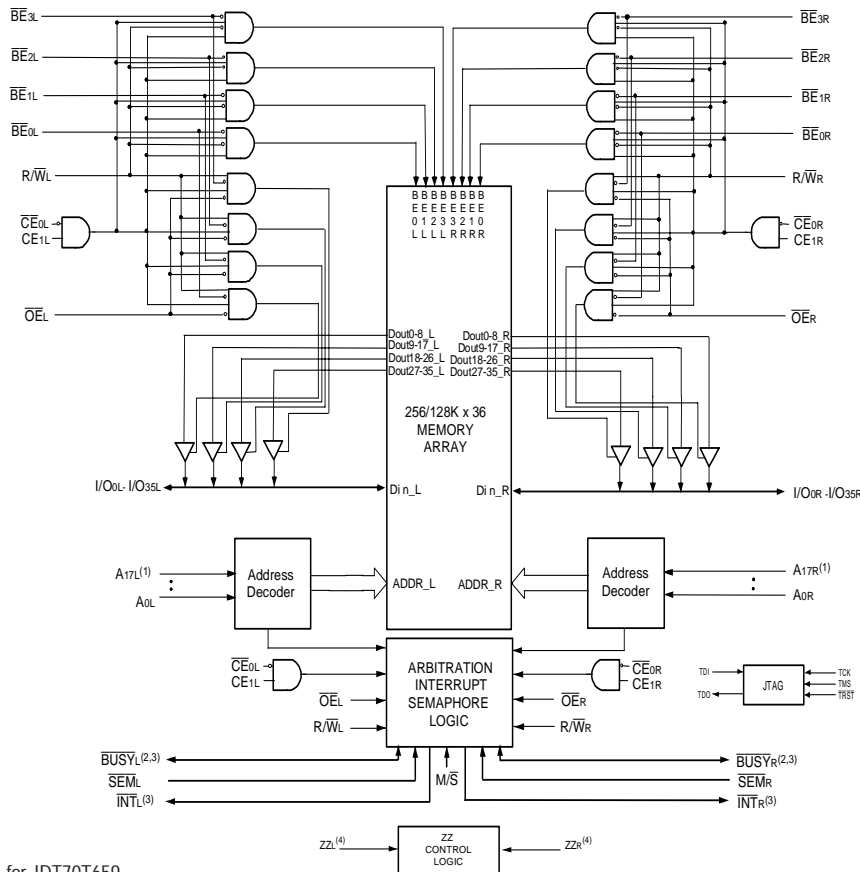 BE3L BE3R
BE2L BE2R
BE1L BE1R
BE0L BE0R
R/WL R/WR
CE0L CE0R
CE1L CE1R
OEL OER
B E 0 L
B E 1 L
B E 2 L
B E 3 L
B E 3 R
B E 2 R
B E 1 R
B E 0 R
Dout0-8_L Dout0-8_R
Dout9-17_L Dout9-17_R
Dout18-26_L Dout18-26_R
Dout27-35_L Dout27-35_R
256/128K x 36
MEMORY
ARRAY
I/O0L- I/O35L Din_L Din_R I/O0R -I/O35R
A17L(1) Address Decoder ADDR_L ADDR_R Address Decoder A17R(1)
A0L A0R
CE0L CE0R
CE1L CE1R
ARBITRATION
INTERRUPT
SEMAPHORE
LOGIC
OEL OER
R/WL R/WR
TDI TCK
JTAG TMS
TDO TRST
BUSYL(2,3) BUSYR(2,3)
SEML M/S SEMR
INTL(3) INTR(3)
ZZL(4) ZZ CONTROL LOGIC ZZR(4)